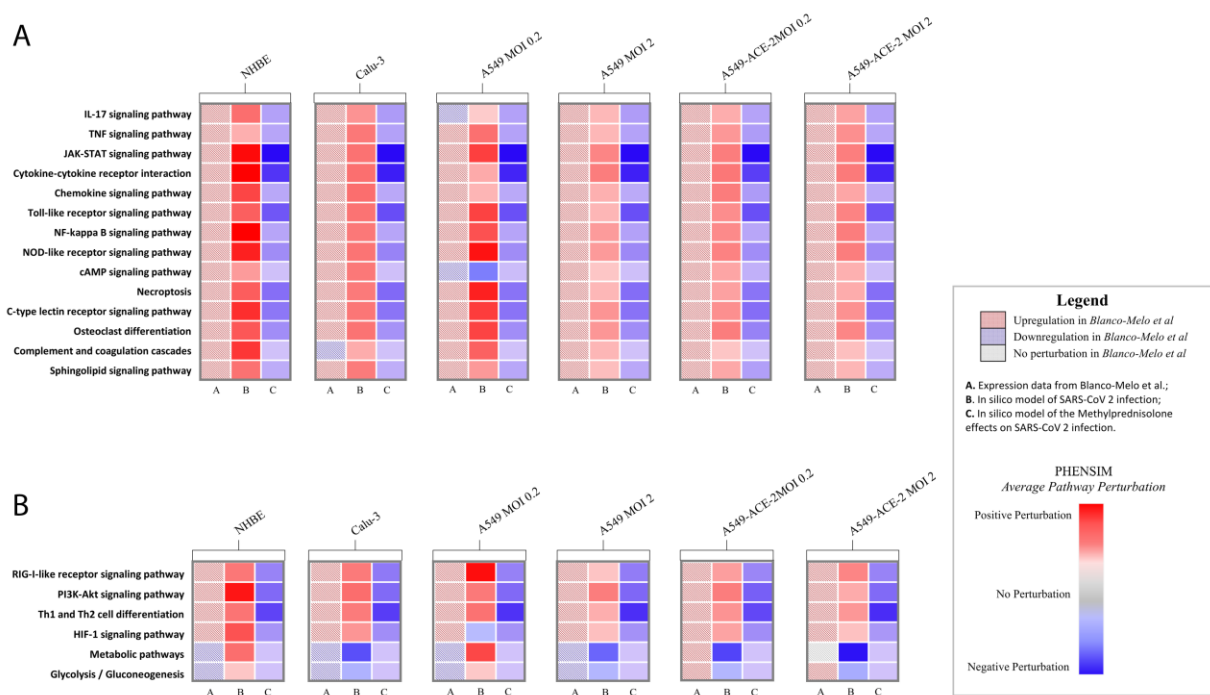 A
NHBE
Calu-3
A549 MOI 0.2
A549 MOI 2
A549-ACE-2MOI 0.2
A549-ACE-2 MOI 2
IL-17 signaling pathway
TNF signaling pathway
JAK-STAT signaling pathway
Cytokine-cytokine receptor interaction
Chemokine signaling pathway
Toll-like receptor signaling pathway
NF-kappa B signaling pathway
NOD-like receptor signaling pathway
cAMP signaling pathway
Necroptosis
C-type lectin receptor signaling pathway
Osteoclast differentiation
Complement and coagulation cascades
Sphingolipid signaling pathway
A B C A B C A B C A B C A B C A B C
Legend
Upregulation in Blanco-Melo et al
Downregulation in Blanco-Melo et al
No perturbation in Blanco-Melo et al
A. Expression data from Blanco-Melo et al.;
B. In silico model of SARS-CoV 2 infection;
C. In silico model of the Methylprednisolone
effects on SARS-CoV 2 infection.
PHENSIM
Average Pathway Perturbation
Positive Perturbation
No Perturbation
Negative Perturbation
B
NHBE
Calu-3
A549 MOI 0.2
A549 MOI 2
A549-ACE-2MOI 0.2
A549-ACE-2 MOI 2
RIG-I-like receptor signaling pathway
PI3K-Akt signaling pathway
Th1 and Th2 cell differentiation
HIF-1 signaling pathway
Metabolic pathways
Glycolysis / Gluconeogenesis
A B C A B C A B C A B C A B C A B C